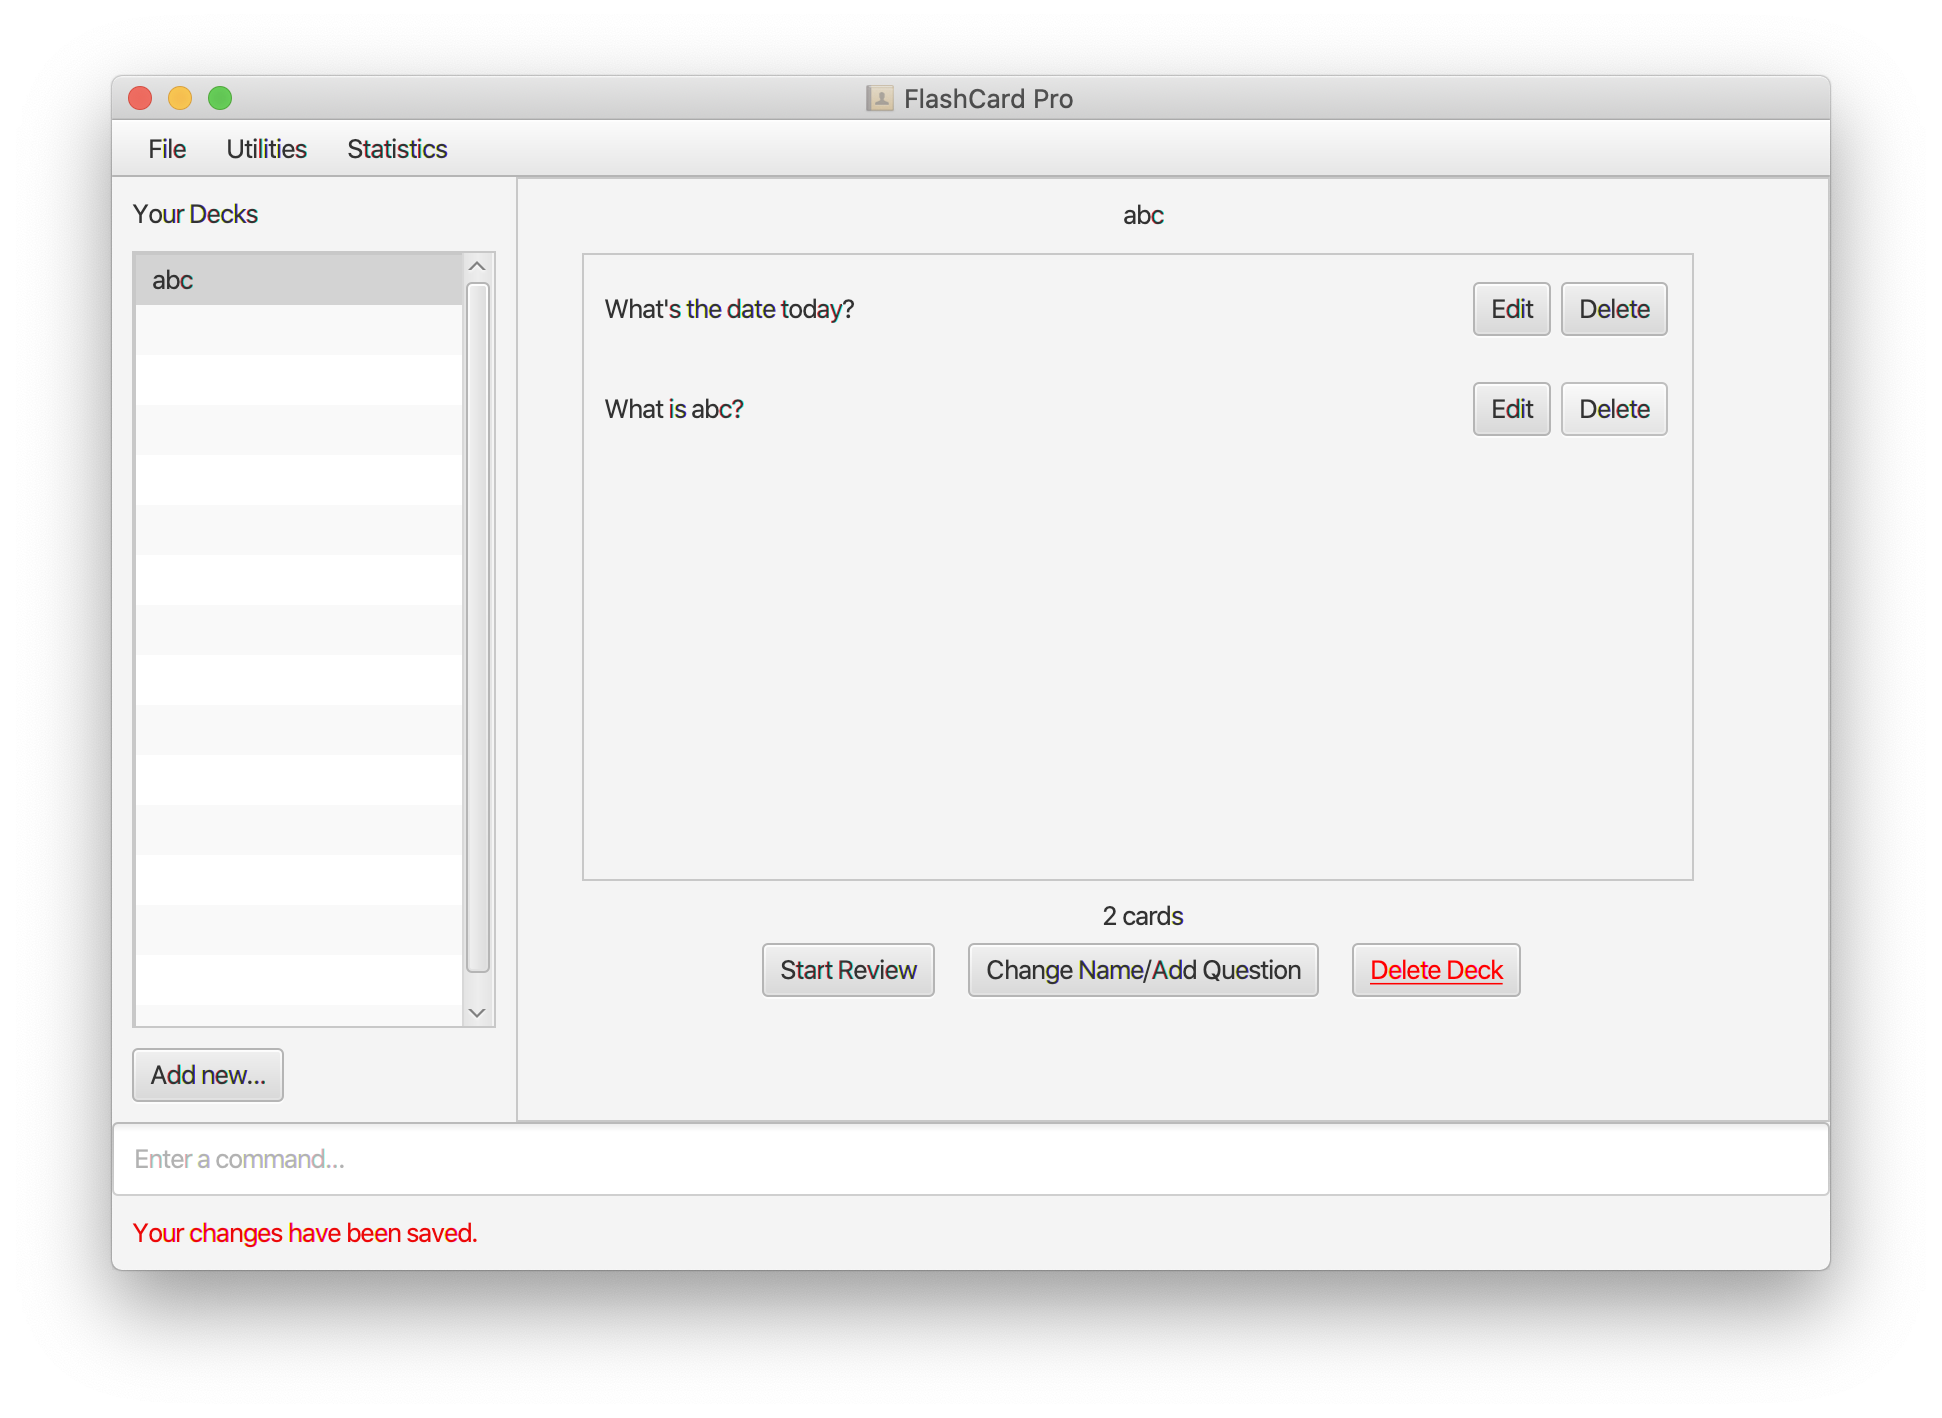 FlashCard Pro
File Utilities Statistics
Your Decks
abc
Add new...
abc
What's the date today? Edit Delete
What is abc? Edit Delete
2 cards
Start Review Change Name/Add Question Delete Deck
Enter a command...
Your changes have been saved.